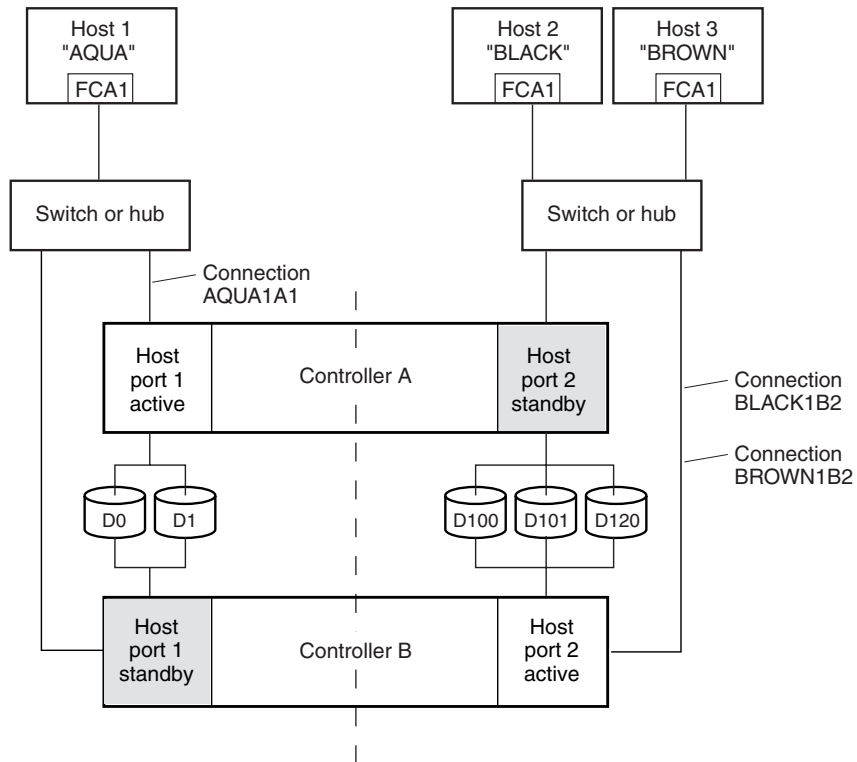 Host 1
"AQUA"
FCA1
Host 2
"BLACK"
FCA1
Host 3
"BROWN"
FCA1
Switch or hub
Switch or hub
Connection
AQUA1A1
Host
port 1
active
Controller A
Host
port 2
standby
Connection
BLACK1B2
Connection
BROWN1B2
D0
D1
D100
D101
D120
Host
port 1
standby
Controller B
Host
port 2
active